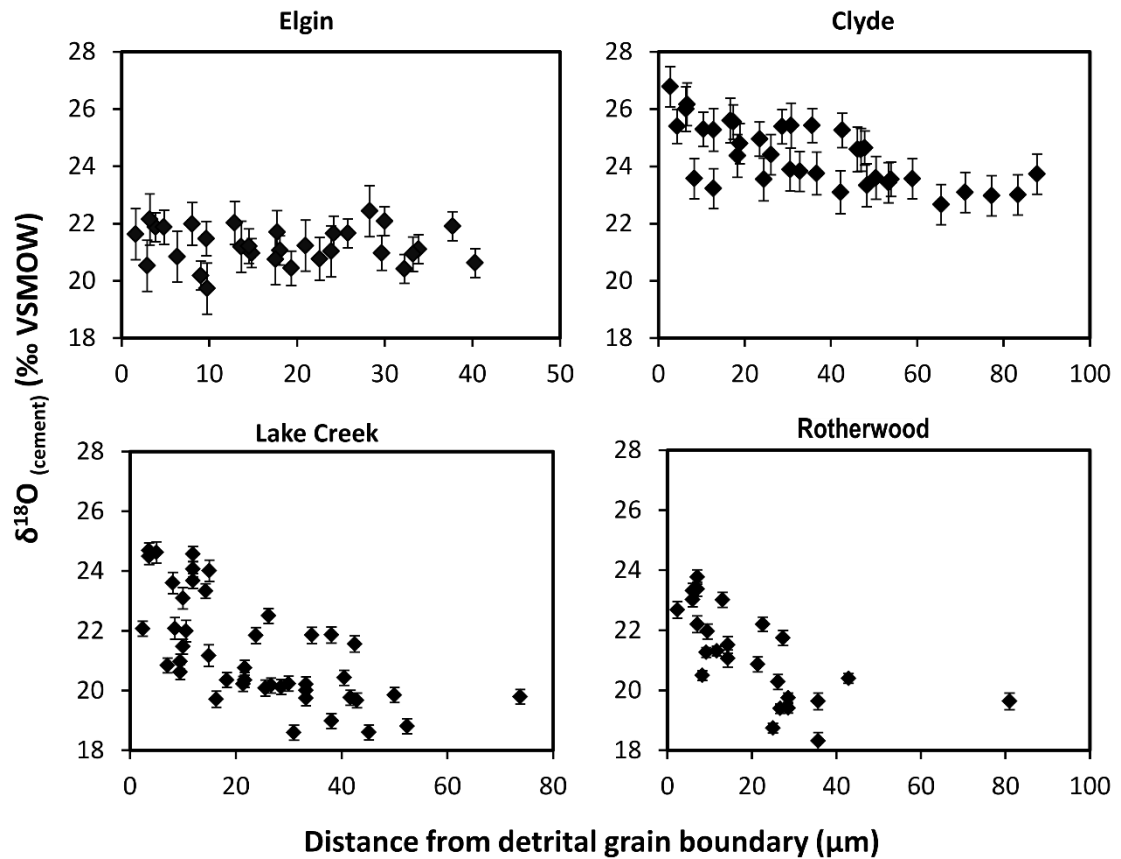 Elgin
28
26
24
22
20
18
0 10 20 30 40 50
Clyde
28
26
24
22
20
18
0 20 40 60 80 100
Lake Creek
28
26
24
22
20
18
0 20 40 60 80
Rotherwood
28
26
24
22
20
18
0 20 40 60 80 100
δ¹⁸O (cement) (‰ VSMOW)
Distance from detrital grain boundary (µm)